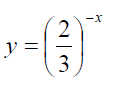 y = (2/3)^{-x}